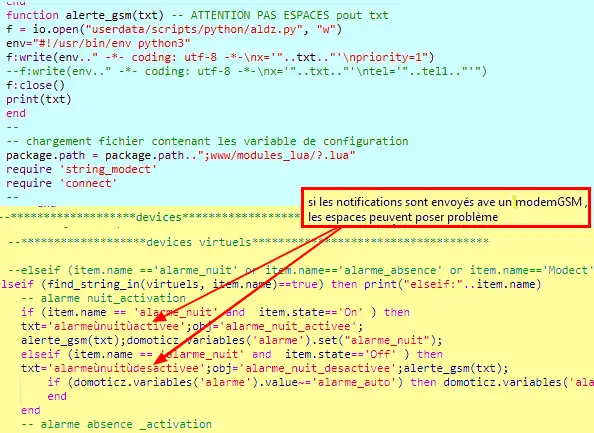 end
function alerte_gsm(txt) -- ATTENTION PAS ESPACES pout txt
f = io.open("userdata/scripts/python/aldz.py", "w")
env="#!/usr/bin/env python3"
f:write(env.." -*- coding: utf-8 -*-\nx='"..txt.."'\npriority=1")
--f:write(env.." -*- coding: utf-8 -*-\nx='"..txt.."'\ntel='"..tel1.."'")
f:close()
print(txt)
end
--
-- chargement fichier contenant les variable de configuration
package.path = package.path..";www/modules_lua/?.lua"
require 'string_modect'
require 'connect'
--
si les notifications sont envoyés ave un modemGSM ,
les espaces peuvent poser problème
--*******************devices**********************
--*******************devices virtuels************************************
--elseif (item.name =='alarme_nuit' or item.name=='alarme_absence' or item.name=='Modect'
elseif (find_string_in(virtuels, item.name)==true) then print("elseif:"..item.name)
-- alarme nuit_activation
if (item.name == 'alarme_nuit' and item.state=='On' ) then
txt='alarmeùnuitùactivee';obj='alarme_nuit_activee';
alerte_gsm(txt);domoticz.variables('alarme').set("alarme_nuit");
elseif (item.name == 'alarme_nuit' and item.state=='Off' ) then
txt='alarmeùnuitùdesactivee';obj='alarme_nuit_desactivee';alerte_gsm(txt);
if (domoticz.variables('alarme').value~='alarme_auto') then domoticz.variables('ala
end
end
-- alarme absence _activation